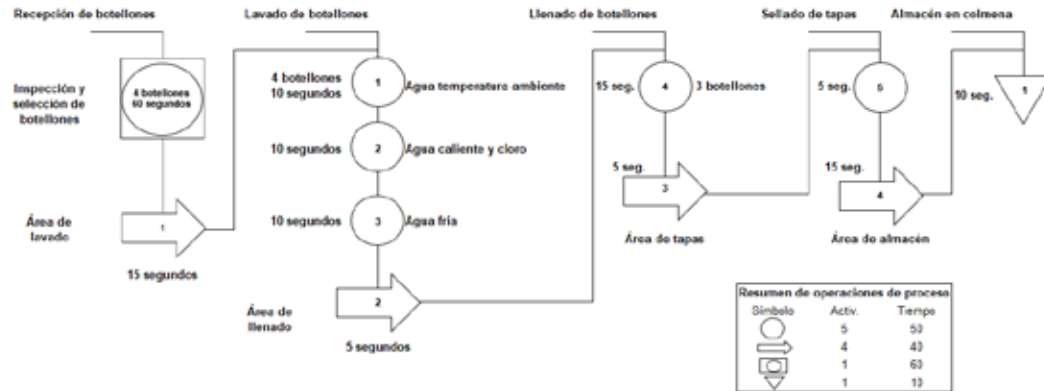 Recepción de botellones
Inspección y
selección de
botellones
4 botellones
60 segundos
Área de
lavado
1
15 segundos
Lavado de botellones
4 botellones
10 segundos
1
Água temperatura ambiente
10 segundos
2
Água caliente y cloro
10 segundos
3
Água fria
Área de
llenado
2
5 segundos
Llenado de botellones
15 seg.
4
3 botellones
5 seg.
3
Área de tapas
Sellado de tapas
5 seg.
5
15 seg.
4
Área de almacén
Almacén en colmena
10 seg.
1
Resumen de operaciones de proceso
Símbolo Activ. Tiempo
5 50
4 40
1 60
1 10